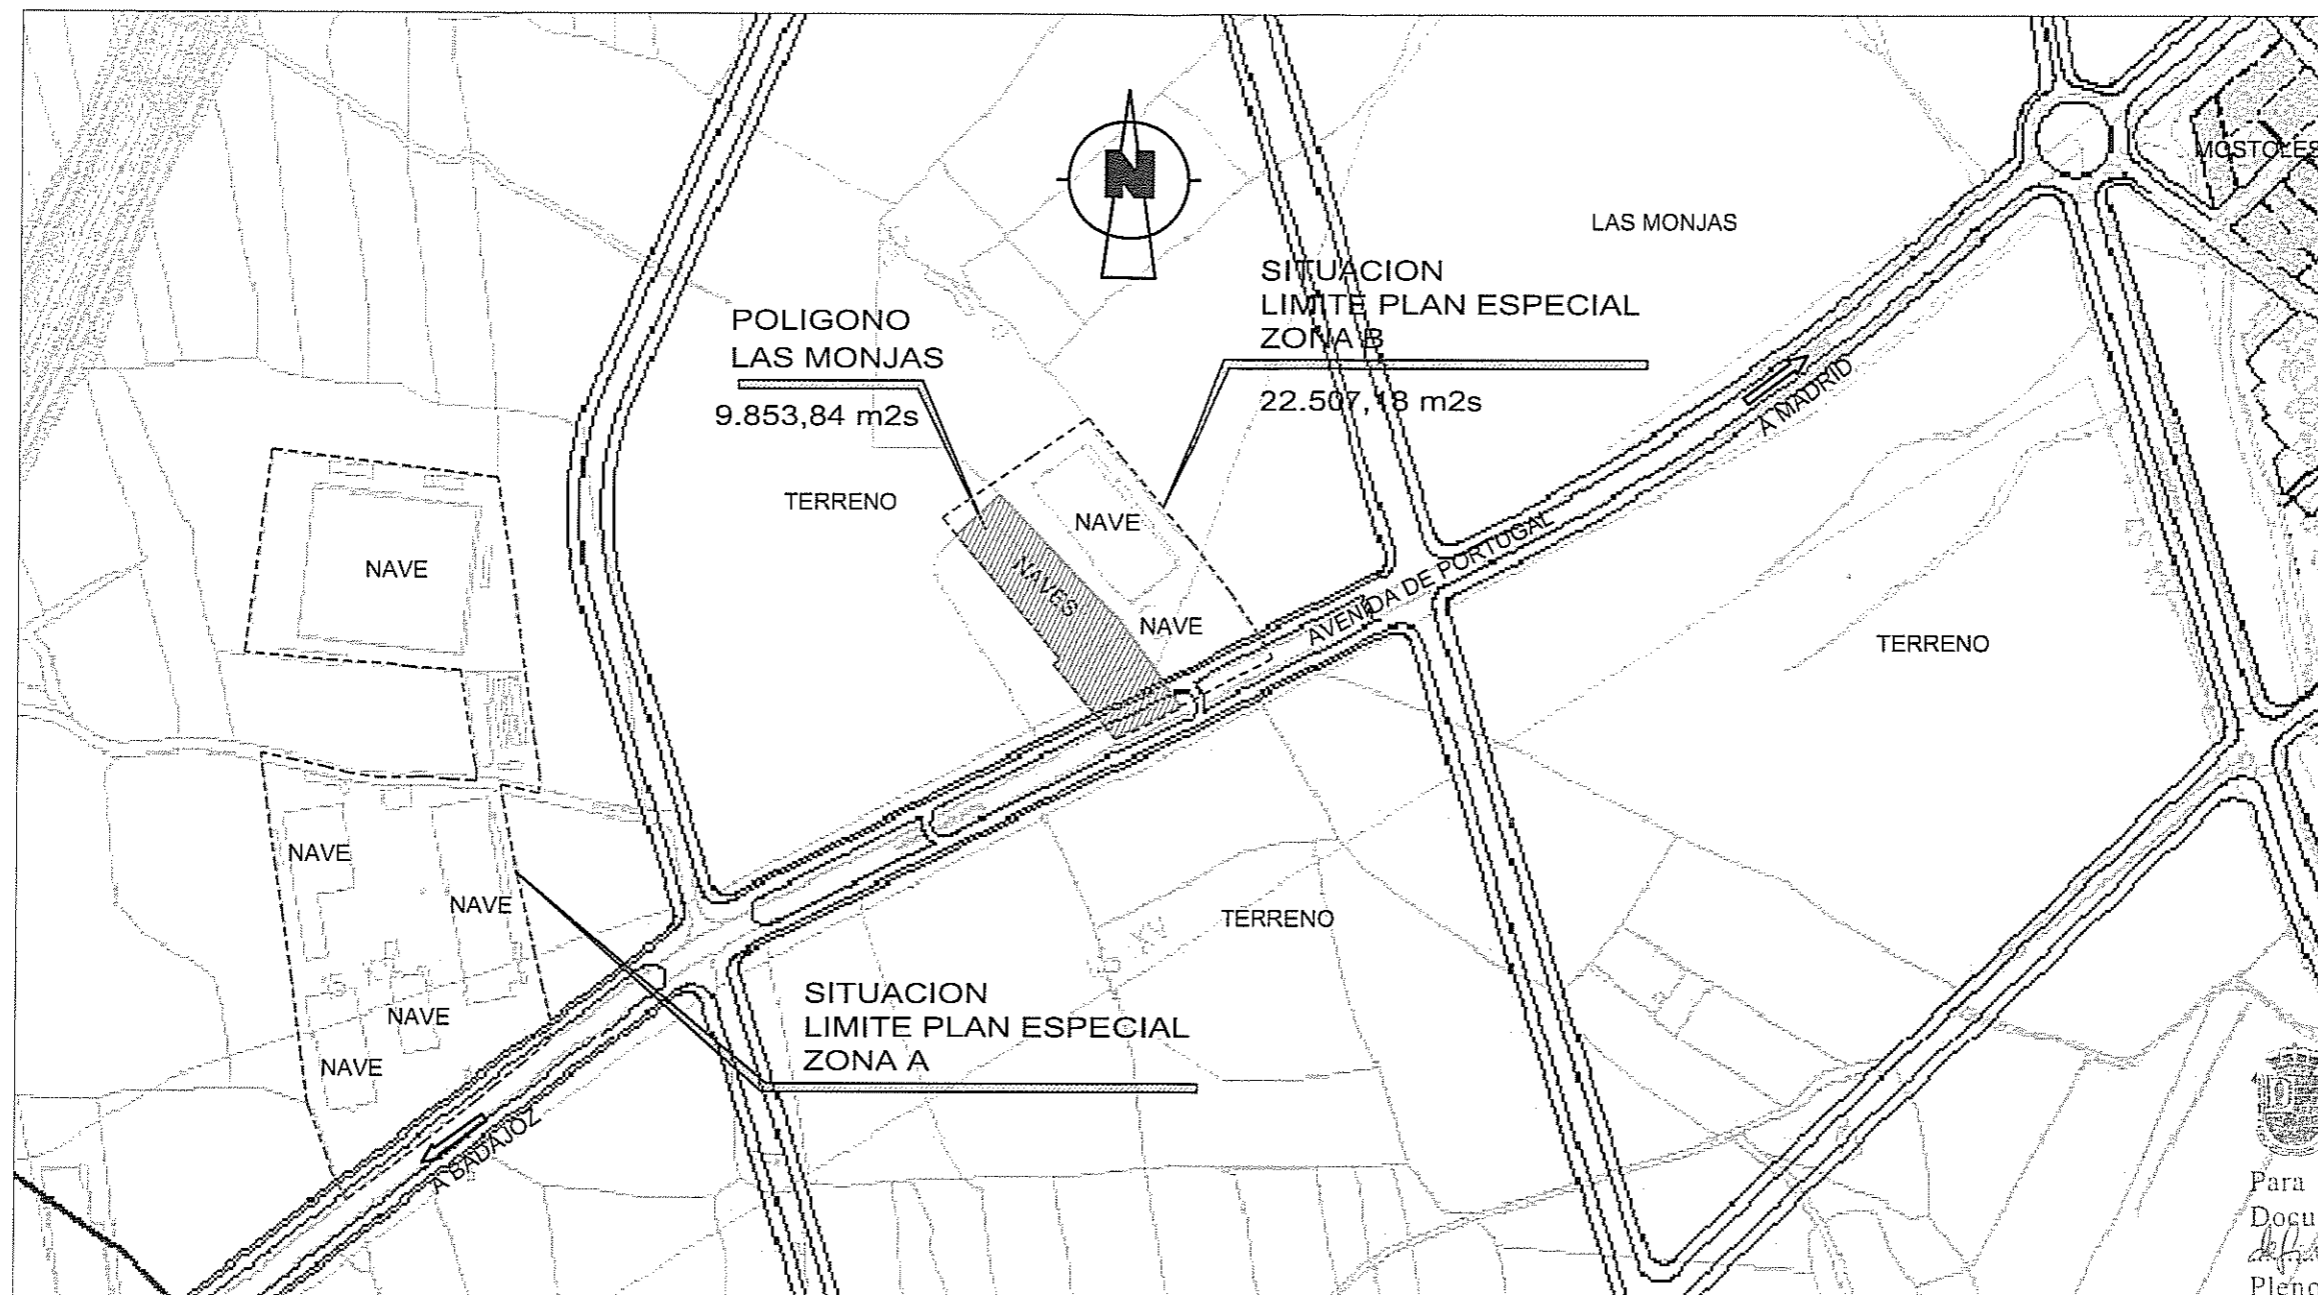 MOSTOLES
LAS MONJAS
N
SITUACION
LIMITE PLAN ESPECIAL
ZONA B
22.507,18 m2s
POLIGONO
LAS MONJAS
9.853,84 m2s
A MADRID
TERRENO
NAVE
NAVE
NAVES
NAVE
AVENIDA DE PORTUGAL
TERRENO
NAVE
NAVE
TERRENO
SITUACION
LIMITE PLAN ESPECIAL
ZONA A
NAVE
NAVE
A BADAJOZ
Para
Docu
Pleno